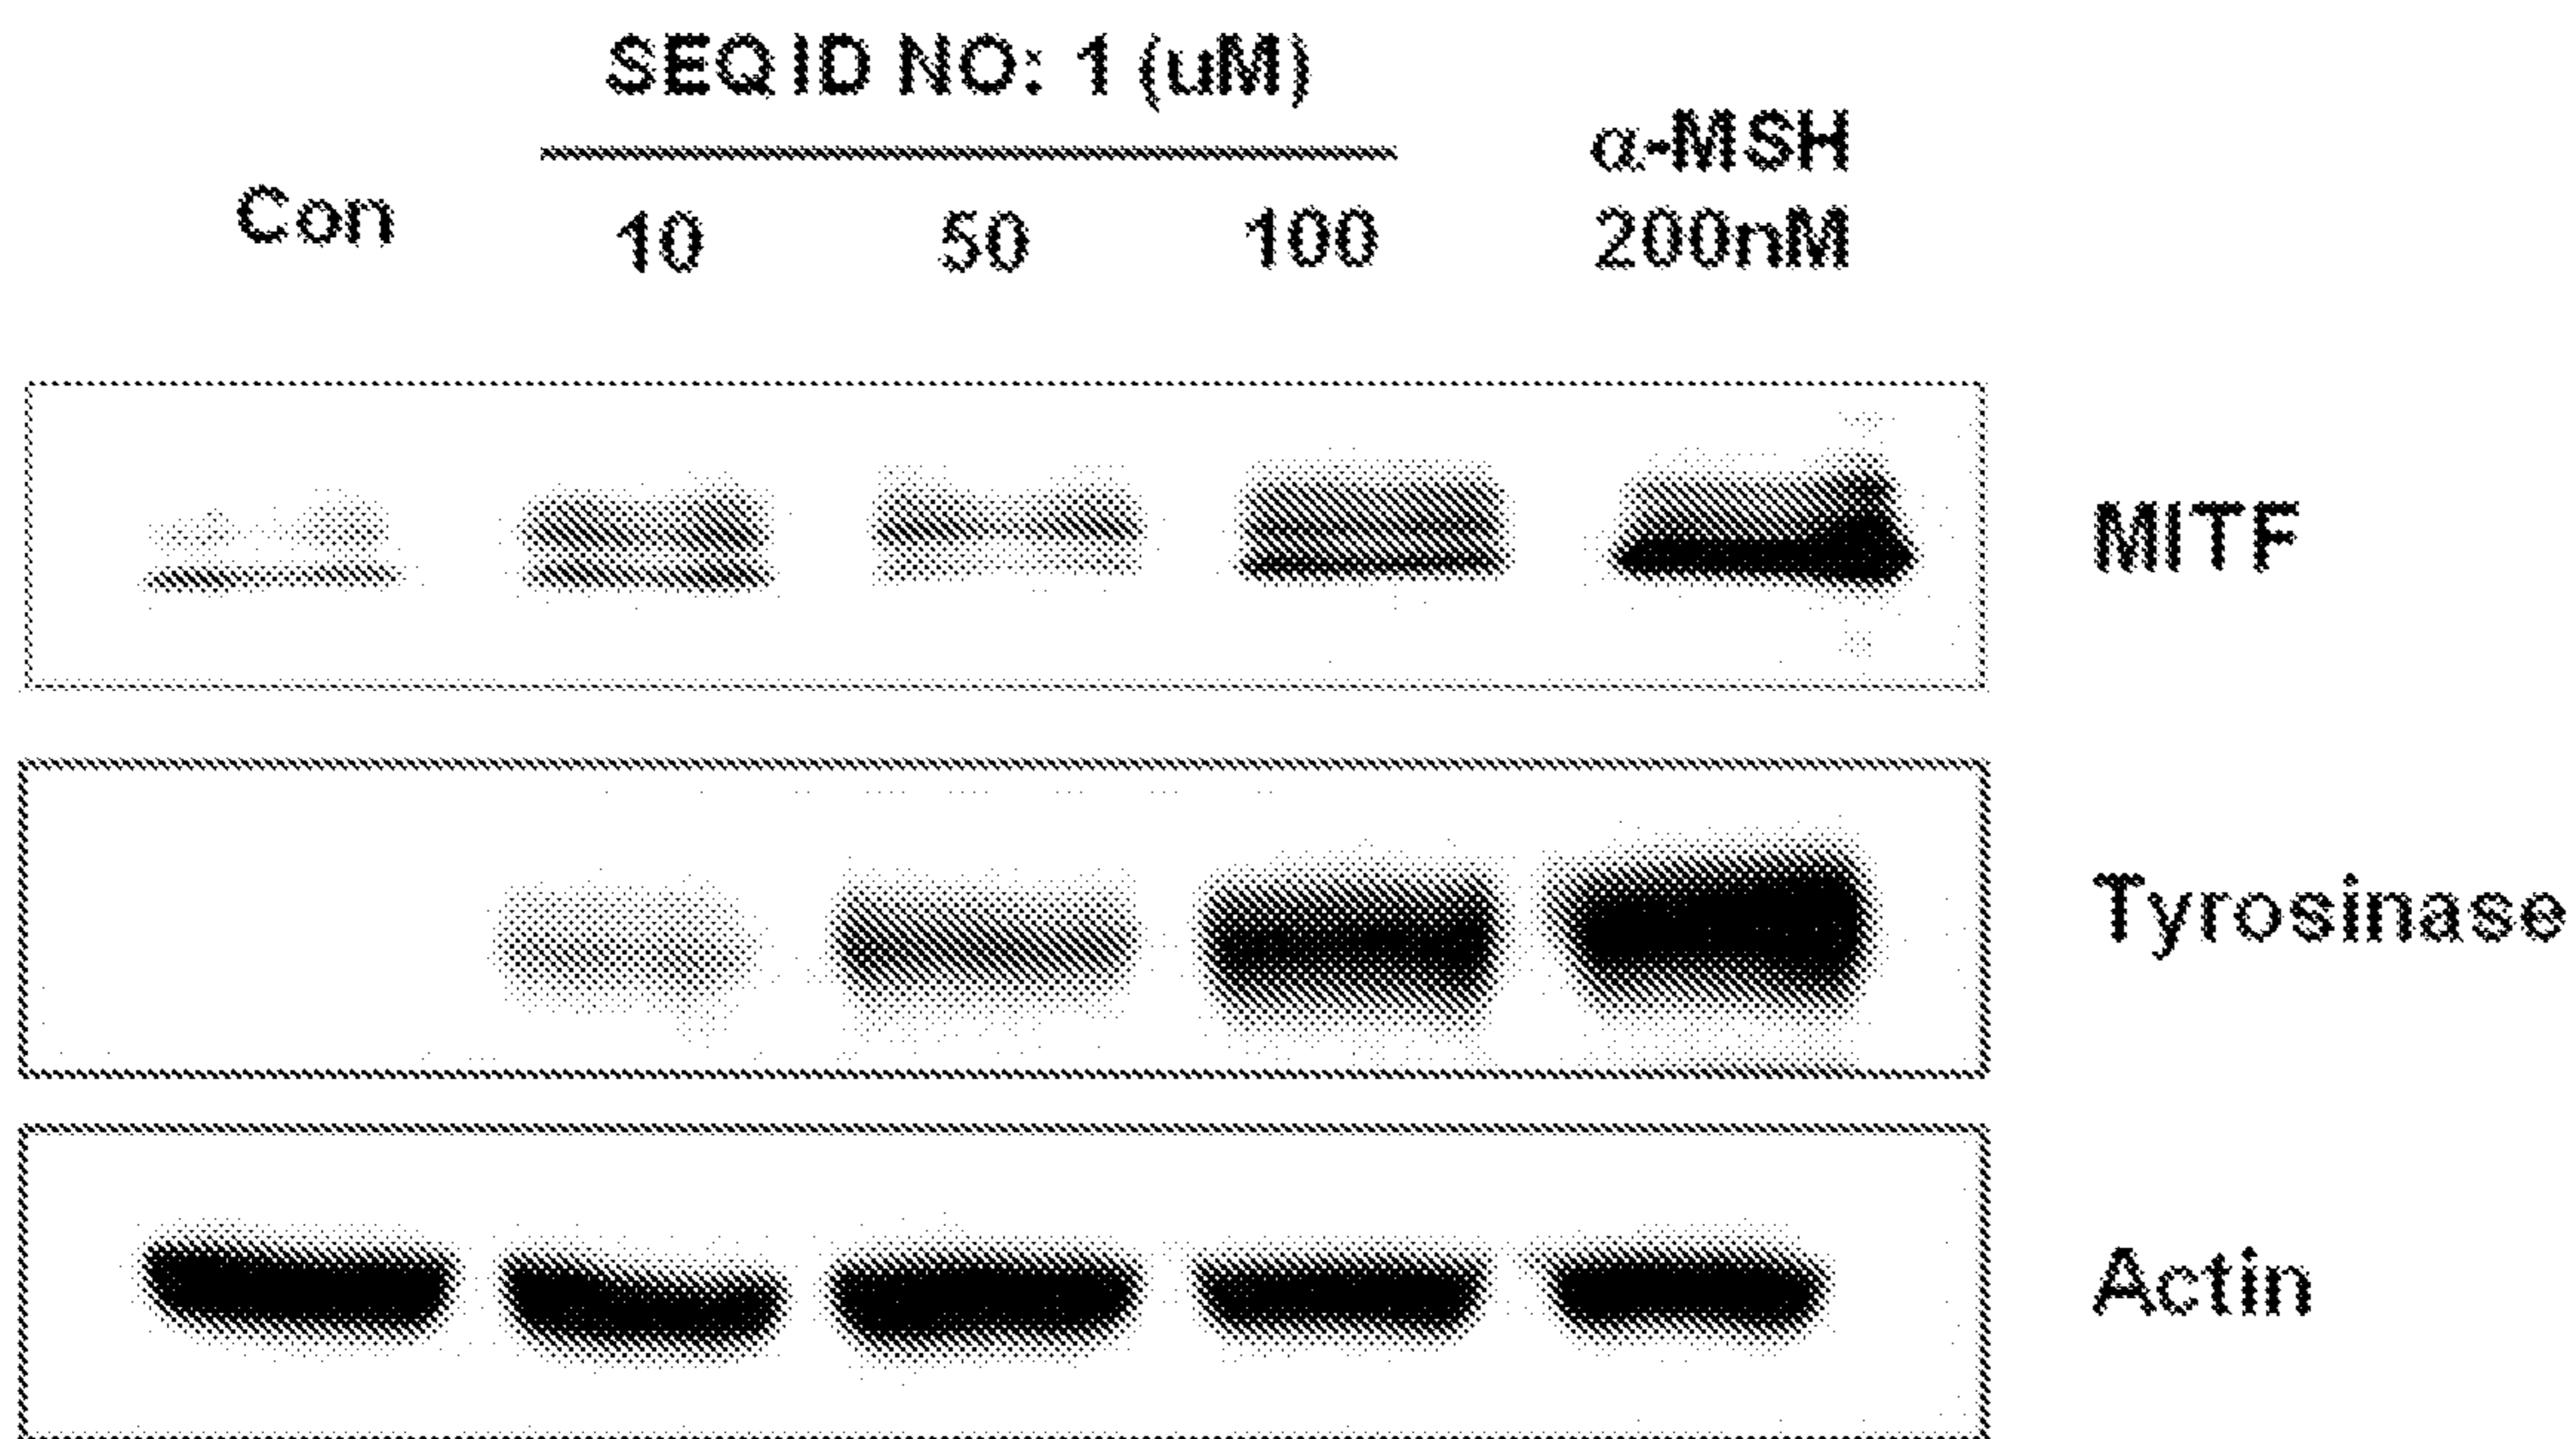 SEQ ID NO: 1 (uM)
α-MSH
Con 10 50 100 200nM
MITF
Tyrosinase
Actin